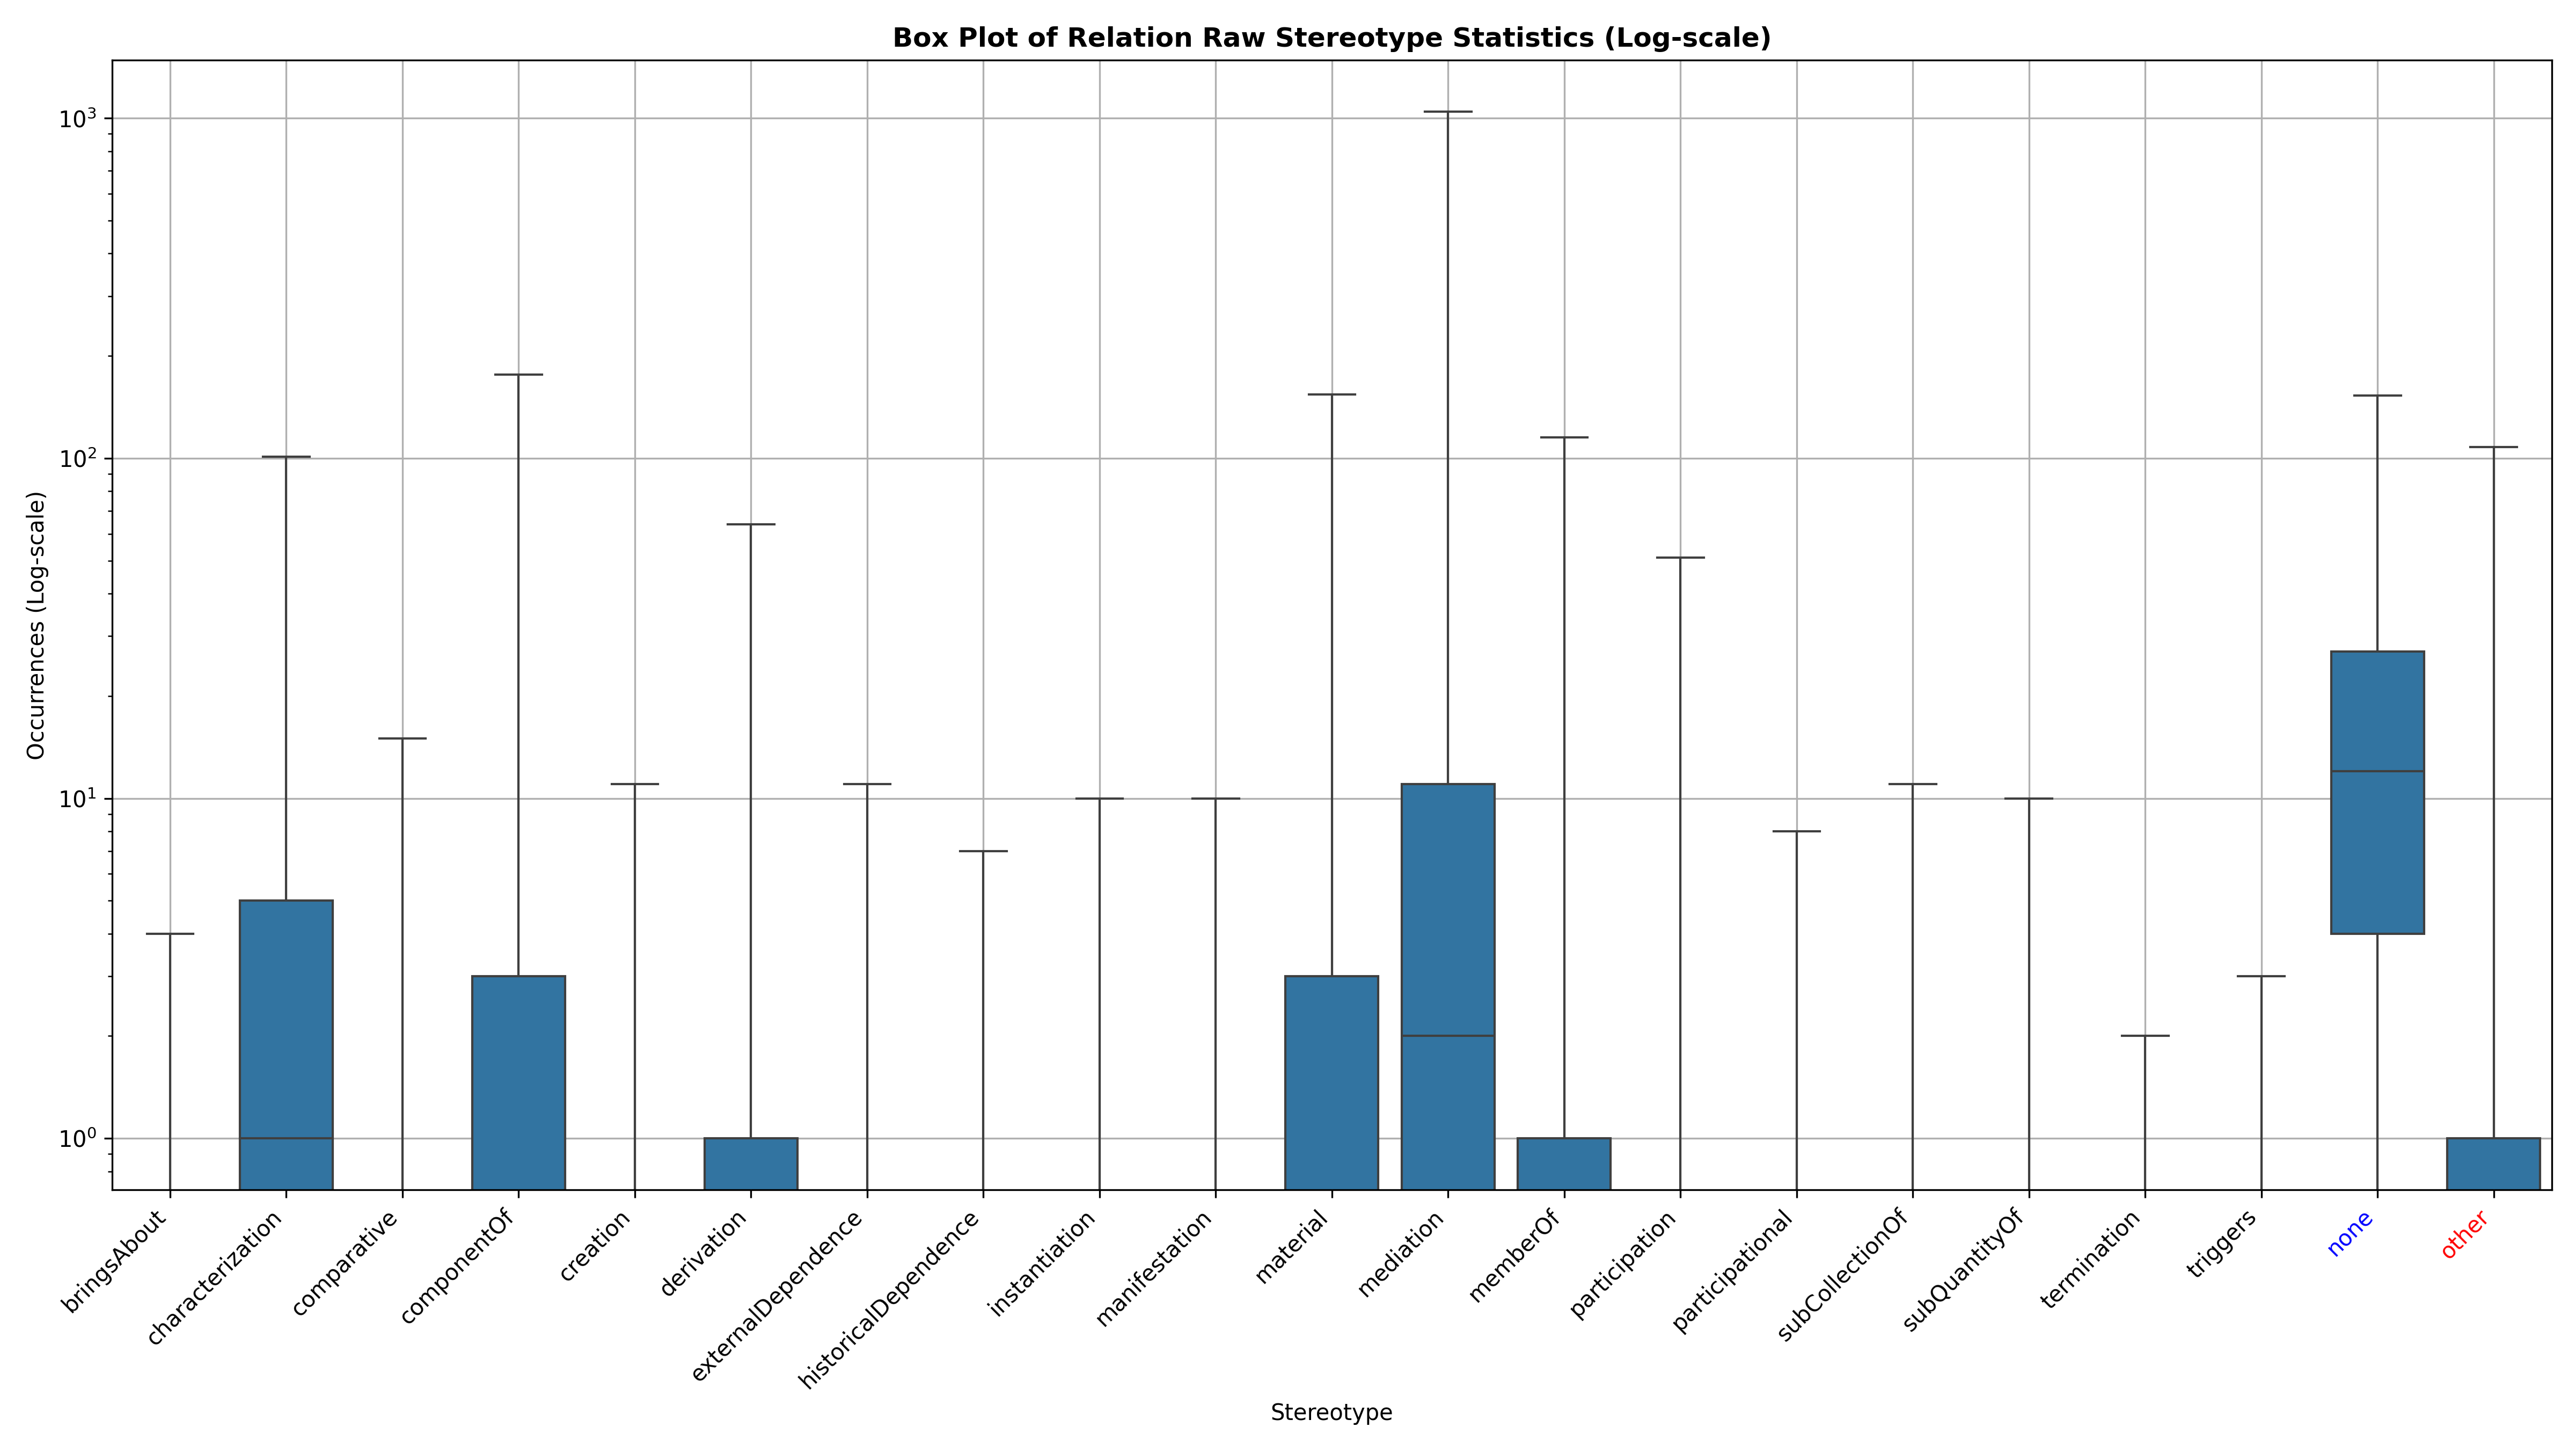 Box Plot of Relation Raw Stereotype Statistics (Log-scale)
Occurrences (Log-scale)
10³
10²
10¹
10⁰
bringsAbout
characterization
comparative
componentOf
creation
derivation
externalDependence
historicalDependence
instantiation
manifestation
material
mediation
memberOf
participation
participational
subCollectionOf
subQuantityOf
termination
triggers
none
other
Stereotype